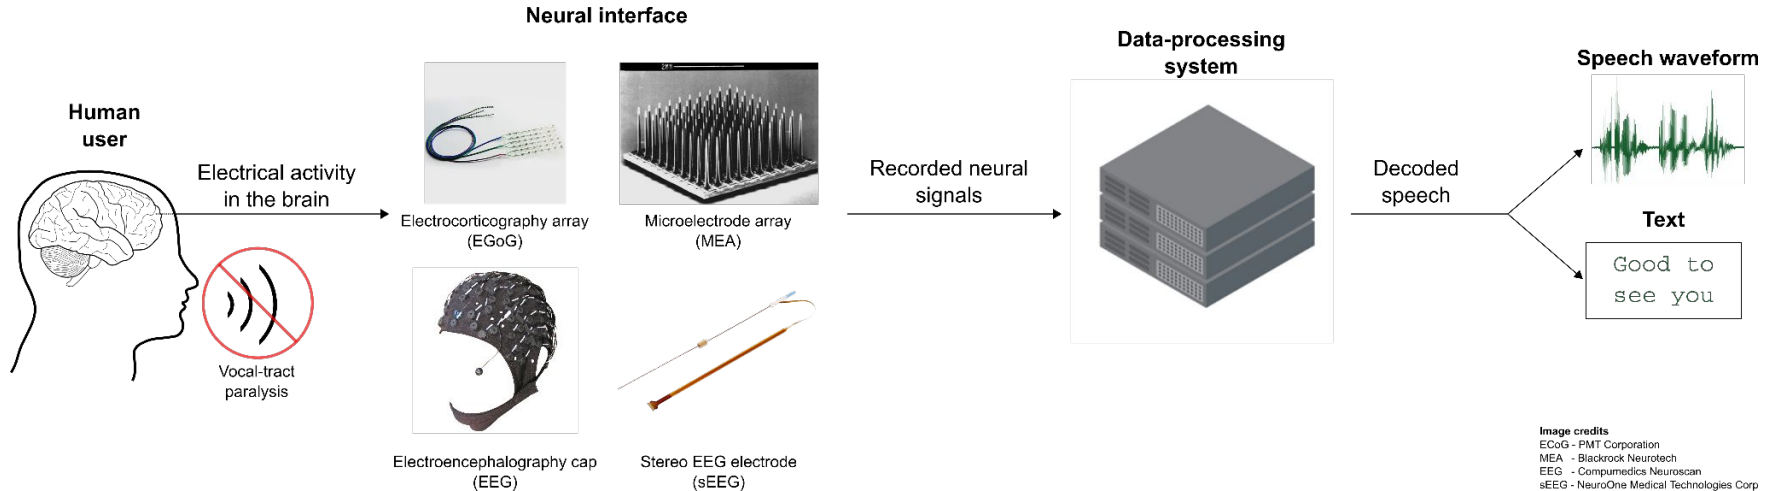 Neural interface
Human
user
Electrical activity
in the brain
Vocal-tract
paralysis
2mm
Electrocorticography array
(EGoG)
Microelectrode array
(MEA)
Electroencephalography cap
(EEG)
Stereo EEG electrode
(sEEG)
Recorded neural
signals
Data-processing
system
Decoded
speech
Speech waveform
Text
Good to
see you
Image credits
ECoG - PMT Corporation
MEA - Blackrock Neurotech
EEG - Compumedics Neuroscan
sEEG - NeuroOne Medical Technologies Corp